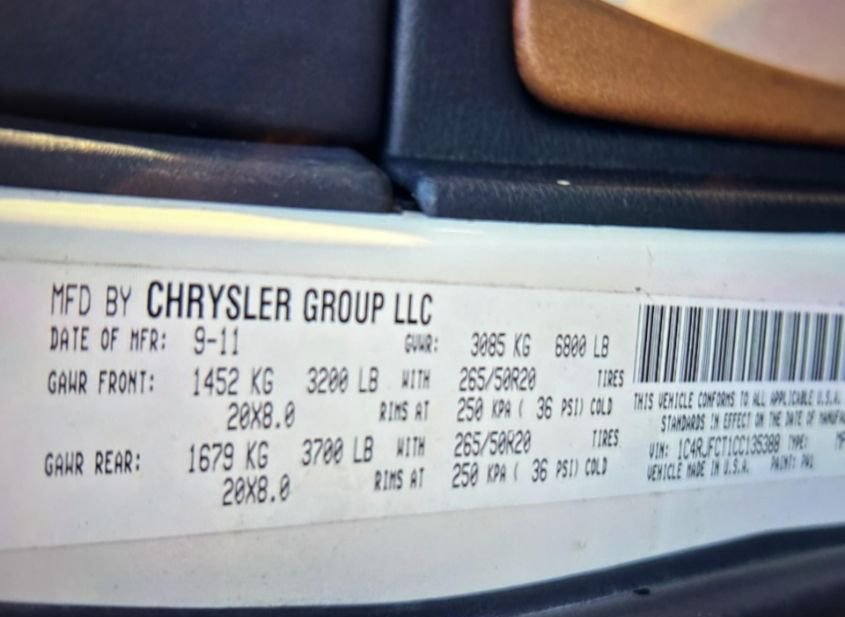 MFD BY CHRYSLER GROUP LLC
DATE OF MFR: 9-11 GVWR: 3085 KG 6800 LB
GAWR FRONT: 1452 KG 3200 LB WITH 265/50R20 TIRES
20X8.0 RIMS AT 250 KPA ( 36 PSI) COLD
GAWR REAR: 1679 KG 3700 LB WITH 265/50R20 TIRES
20X8.0 RIMS AT 250 KPA ( 36 PSI) COLD
THIS VEHICLE CONFORMS TO ALL APPLICABLE U.S.A.
STANDARDS IN EFFECT ON THE DATE OF MANUFA
VIN: 1C4RJFCT1CC135388 TYPE: MP
VEHICLE MADE IN U.S.A. PAINT: PW1